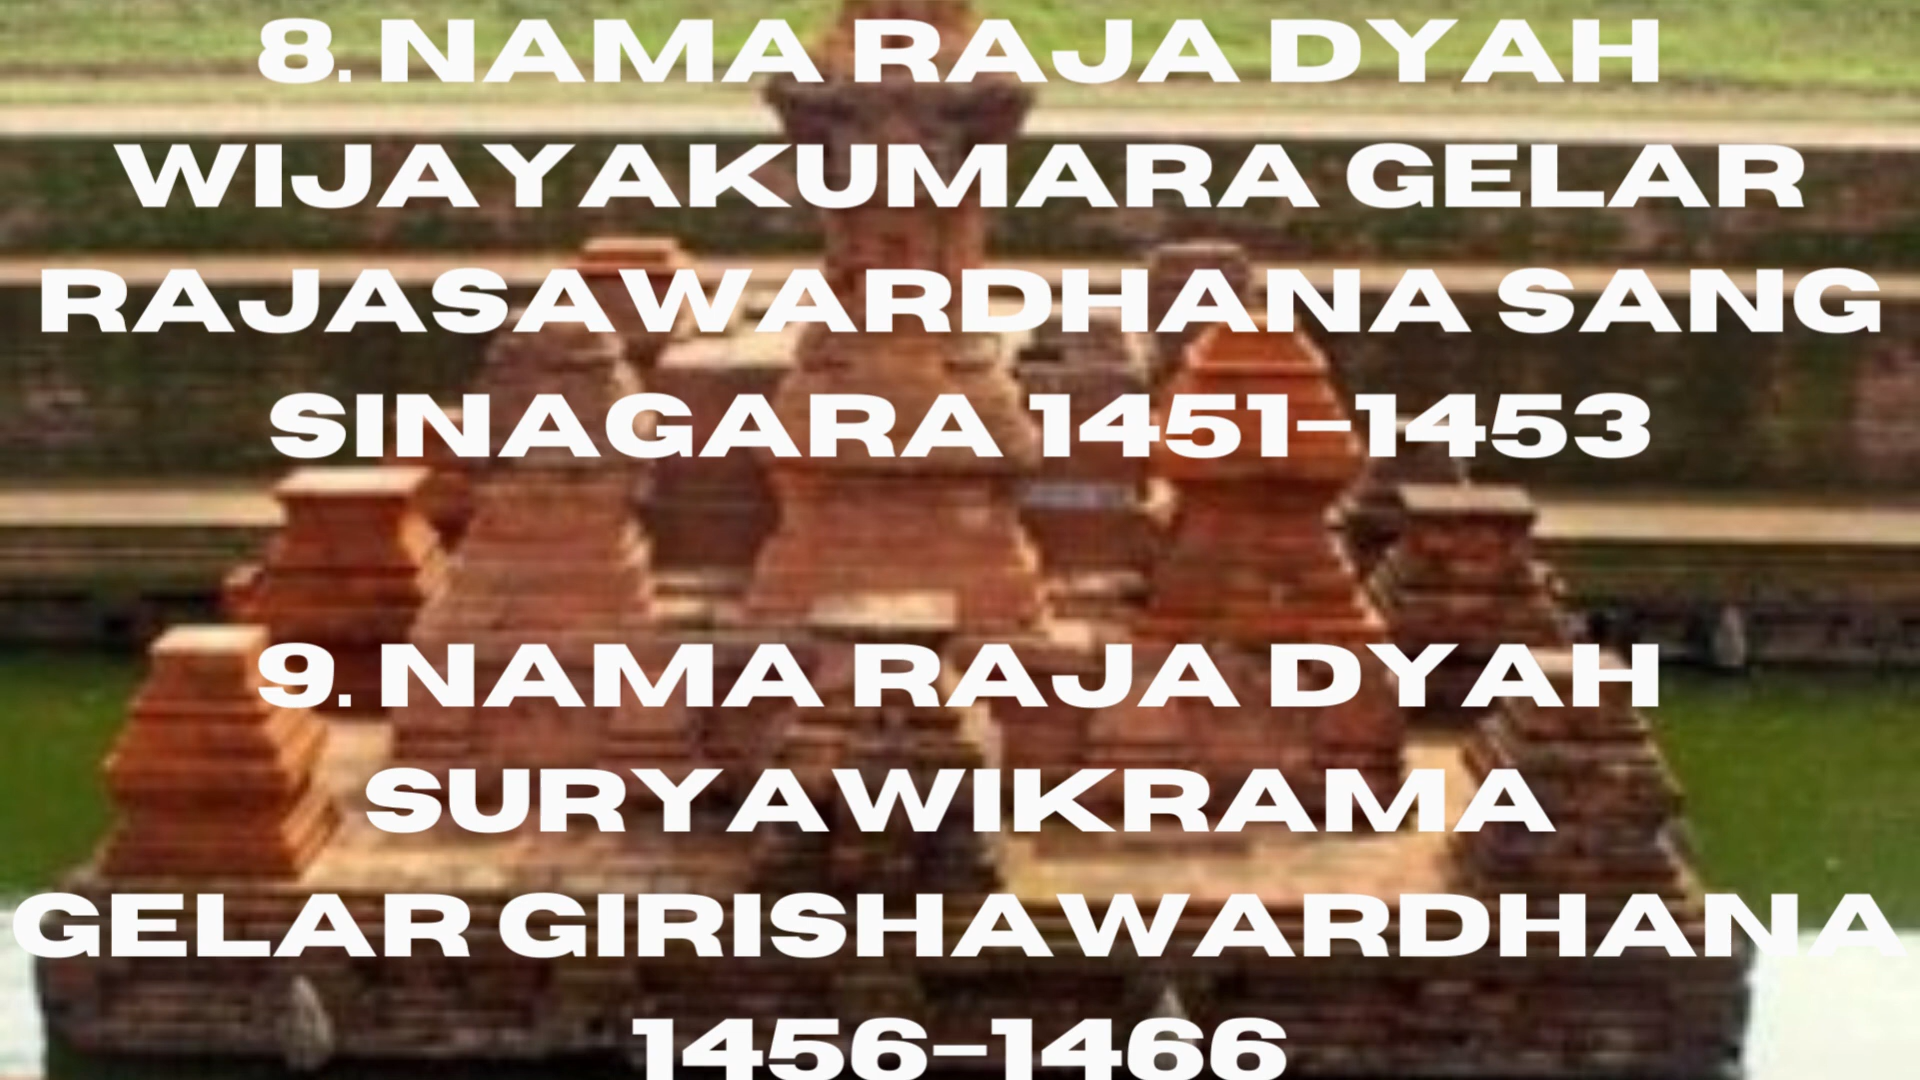 8. NAMA RAJA DYAH
WIJAYAKUMARA GELAR
RAJASAWARDHANA SANG
SINAGARA 1451-1453
9. NAMA RAJA DYAH
SURYAWIKRAMA
GELAR GIRISHAWARDHANA
1456-1466